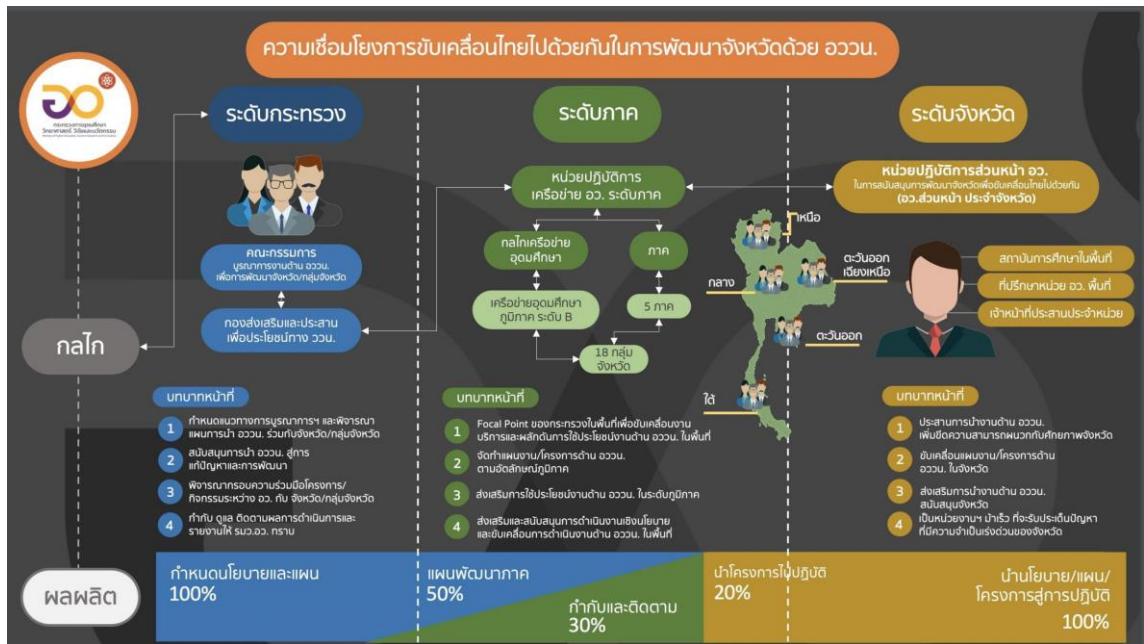 ความเชื่อมโยงการขับเคลื่อนไทยไปด้วยกันในการพัฒนาจังหวัดด้วย อววน.
กระทรวงการอุดมศึกษา
วิทยาศาสตร์ วิจัยและนวัตกรรม
ระดับกระทรวง
คณะกรรมการ
บูรณาการงานด้าน อววน.
เพื่อการพัฒนาจังหวัด/กลุ่มจังหวัด
กองส่งเสริมและประสาน
เพื่อประโยชน์ทาง ววน.
ระดับภาค
หน่วยปฏิบัติการ
เครือข่าย อว. ระดับภาค
กลไกเครือข่าย
อุดมศึกษา
ภาค
เครือข่ายอุดมศึกษา
ภูมิภาค ระดับ B
5 ภาค
18 กลุ่ม
จังหวัด
ระดับจังหวัด
หน่วยปฏิบัติการส่วนหน้า อว.
ในการสนับสนุนการพัฒนาจังหวัดเพื่อขับเคลื่อนไทยไปด้วยกัน
(อว.ส่วนหน้า ประจำจังหวัด)
เหนือ
ตะวันออก
เฉียงเหนือ
กลาง
ตะวันออก
ใต้
สถาบันการศึกษาในพื้นที่
ที่ปรึกษาหน่วย อว. พื้นที่
เจ้าหน้าที่ประสานประจำหน่วย
กลไก
บทบาทหน้าที่
1 กำหนดแนวทางการบูรณาการฯ และพิจารณา
แผนการนำ อววน. ร่วมกับจังหวัด/กลุ่มจังหวัด
2 สนับสนุนการนำ อววน. สู่การ
แก้ปัญหาและการพัฒนา
3 พิจารณากรอบความร่วมมือโครงการ/
กิจกรรมระหว่าง อว. กับ จังหวัด/กลุ่มจังหวัด
4 กำกับ ดูแล ติดตามผลการดำเนินการและ
รายงานให้ รมว.อว. ทราบ
บทบาทหน้าที่
1 Focal Point ของกระทรวงในพื้นที่เพื่อขับเคลื่อนงาน
บริการและผลักดันการใช้ประโยชน์งานด้าน อววน. ในพื้นที่
2 จัดทำแผนงาน/โครงการด้าน อววน.
ตามอัตลักษณ์ภูมิภาค
3 ส่งเสริมการใช้ประโยชน์งานด้าน อววน. ในระดับภูมิภาค
4 ส่งเสริมและสนับสนุนการดำเนินงานเชิงนโยบาย
และขับเคลื่อนการดำเนินงานด้าน อววน. ในพื้นที่
บทบาทหน้าที่
1 ประสานการนำงานด้าน อววน.
เพิ่มขีดความสามารถผนวกกับศักยภาพจังหวัด
2 ขับเคลื่อนแผนงาน/โครงการด้าน
อววน. ในจังหวัด
3 ส่งเสริมการนำงานด้าน อววน.
สนับสนุนจังหวัด
4 เป็นหน่วยงานฯ ม้าเร็ว ที่จะรับประเด็นปัญหา
ที่มีความจำเป็นเร่งด่วนของจังหวัด
ผลผลิต
กำหนดนโยบายและแผน
100%
แผนพัฒนาภาค
50%
กำกับและติดตาม
30%
นำโครงการไปปฏิบัติ
20%
นำนโยบาย/แผน/
โครงการสู่การปฏิบัติ
100%